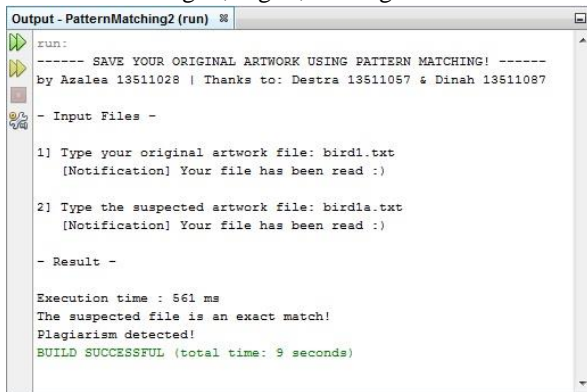 Output - PatternMatching2 (run)
run:
------ SAVE YOUR ORIGINAL ARTWORK USING PATTERN MATCHING! ------
by Azalea 13511028 | Thanks to: Destra 13511057 & Dinah 13511087
- Input Files -
1] Type your original artwork file: bird1.txt
[Notification] Your file has been read :)
2] Type the suspected artwork file: bird1a.txt
[Notification] Your file has been read :)
- Result -
Execution time : 561 ms
The suspected file is an exact match!
Plagiarism detected!
BUILD SUCCESSFUL (total time: 9 seconds)